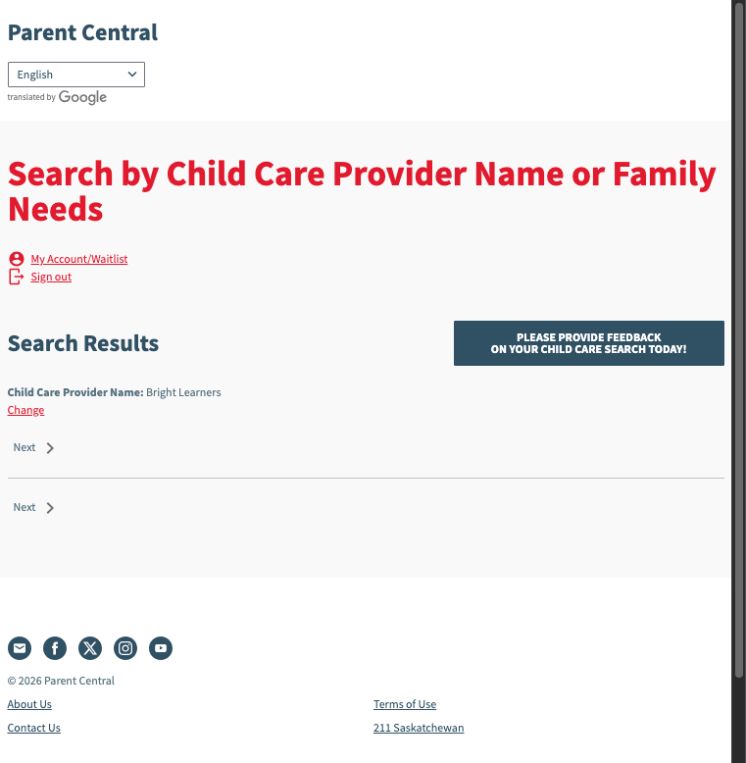 Parent Central
English
translated by Google
Search by Child Care Provider Name or Family
Needs
My Account/Waitlist
Sign out
Search Results
PLEASE PROVIDE FEEDBACK
ON YOUR CHILD CARE SEARCH TODAY!
Child Care Provider Name: Bright Learners
Change
Next
Next
© 2026 Parent Central
About Us
Terms of Use
Contact Us
211 Saskatchewan